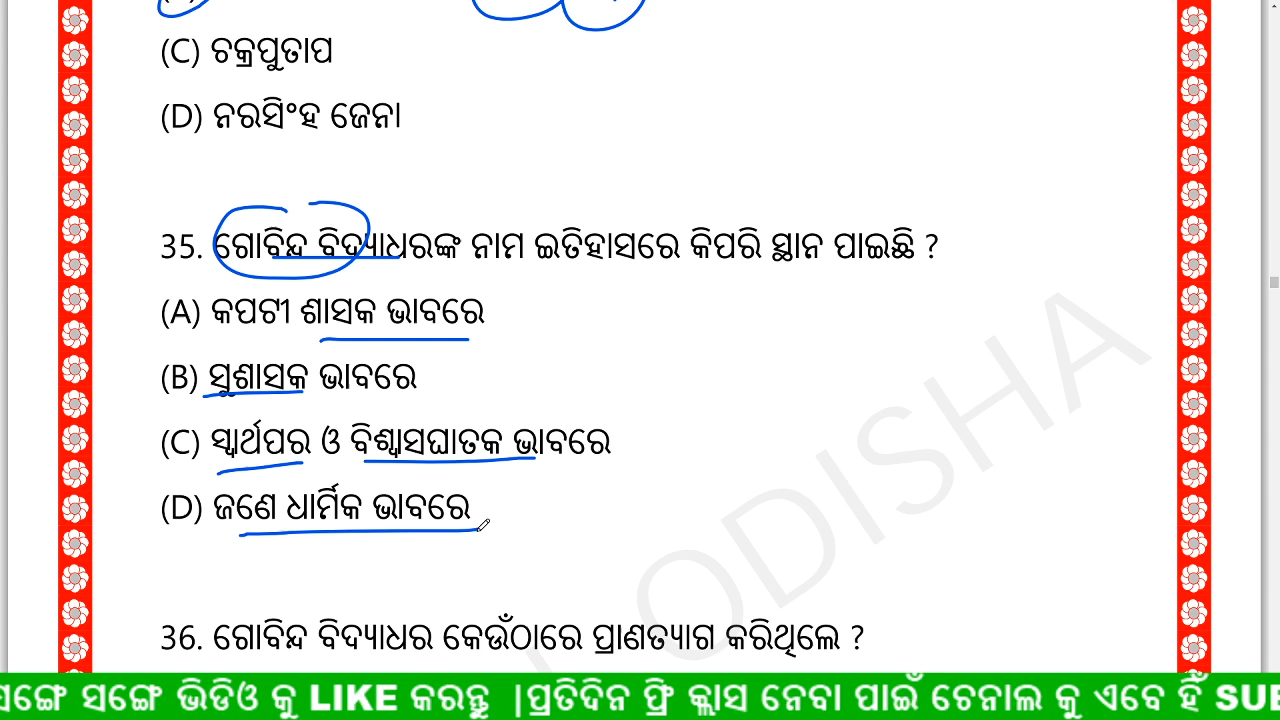 (C) ଚକ୍ରପ୍ରତାପ
(D) ନରସିଂହ ଜେନା
35. ଗୋବିନ୍ଦ ବିଦ୍ୟାଧରଙ୍କ ନାମ ଇତିହାସରେ କିପରି ସ୍ଥାନ ପାଇଛି ?
(A) କପଟୀ ଶାସକ ଭାବରେ
(B) ସୁଶାସକ ଭାବରେ
(C) ସ୍ୱାର୍ଥପର ଓ ବିଶ୍ୱାସଘାତକ ଭାବରେ
(D) ଜଣେ ଧାର୍ମିକ ଭାବରେ
ODISHA
36. ଗୋବିନ୍ଦ ବିଦ୍ୟାଧର କେଉଁଠାରେ ପ୍ରାଣତ୍ୟାଗ କରିଥିଲେ ?
ସଙ୍ଗେ ସଙ୍ଗେ ଭିଡିଓ କୁ LIKE କରନ୍ତୁ |ପ୍ରତିଦିନ ଫ୍ରି କ୍ଲାସ ନେବା ପାଇଁ ଚେନାଲ କୁ ଏବେ ହିଁ SUB